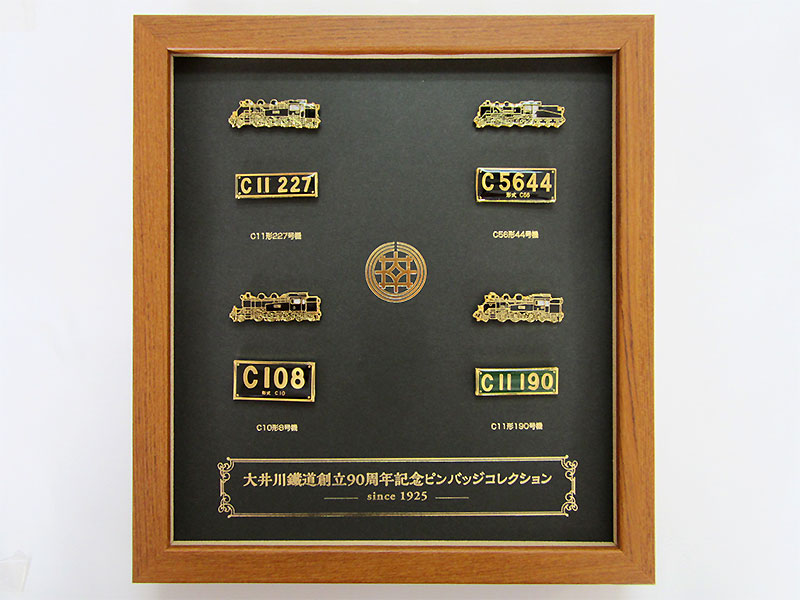 C11 227
C11形227号機
C5644
形式 C56
C56形44号機
C108
形式 C10
C10形8号機
C11 190
C11形190号機
大井川鐵道創立90周年記念ピンバッジコレクション
since 1925